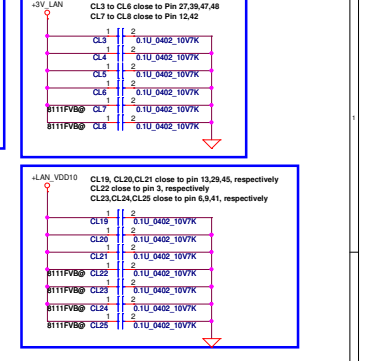 +3V_LAN
CL3 to CL6 close to Pin 27,39,47,48
CL7 to CL8 close to Pin 12,42
1 2
CL3 0.1U_0402_10V7K
1 2
CL4 0.1U_0402_10V7K
1 2
CL5 0.1U_0402_10V7K
1 2
CL6 0.1U_0402_10V7K
1 2
8111FVB@ CL7 0.1U_0402_10V7K
1 2
8111FVB@ CL8 0.1U_0402_10V7K
1
+LAN_VDD10
CL19, CL20,CL21 close to pin 13,29,45, respectively
CL22 close to pin 3, respectively
CL23,CL24,CL25 close to pin 6,9,41, respectively
1 2
CL19 0.1U_0402_10V7K
1 2
CL20 0.1U_0402_10V7K
1 2
CL21 0.1U_0402_10V7K
1 2
8111FVB@ CL22 0.1U_0402_10V7K
1 2
8111FVB@ CL23 0.1U_0402_10V7K
1 2
8111FVB@ CL24 0.1U_0402_10V7K
1 2
8111FVB@ CL25 0.1U_0402_10V7K